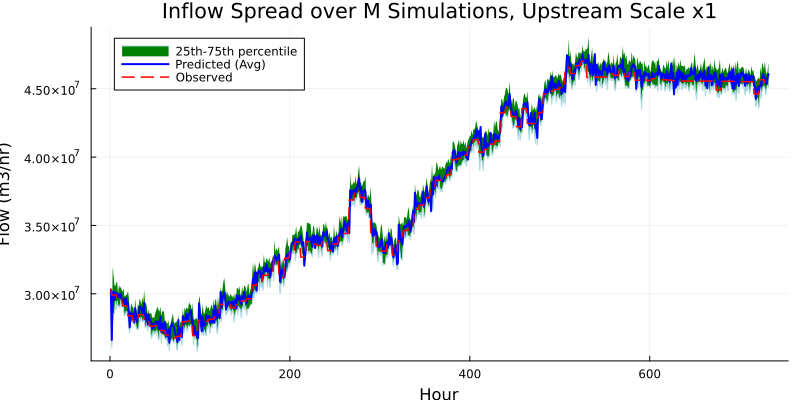 Inflow Spread over M Simulations, Upstream Scale x1
25th-75th percentile
Predicted (Avg)
Observed
4.50×10⁷
4.00×10⁷
3.50×10⁷
3.00×10⁷
Flow (m3/hr)
0 200 400 600
Hour